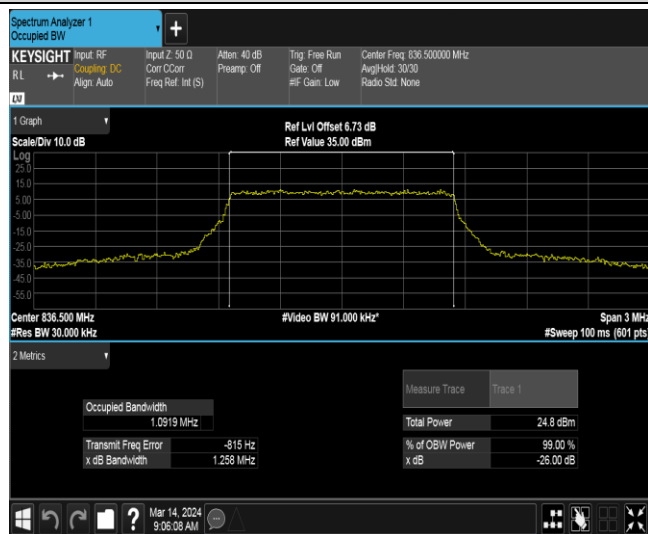 Spectrum Analyzer 1
Occupied BW
+
KEYSIGHT Input: RF Input Z: 50 Ω Atten: 40 dB Trig: Free Run Center Freq: 836.500000 MHz
RL Coupling: DC Corr CCorr Preamp: Off Gate: Off Avg|Hold: 30/30
Align: Auto Freq Ref: Int (S) #IF Gain: Low Radio Std: None
LXI
1 Graph
Ref Lvl Offset 6.73 dB
Scale/Div 10.0 dB Ref Value 35.00 dBm
Log
25.0
15.0
5.00
-5.00
-15.0
-25.0
-35.0
-45.0
-55.0
Center 836.500 MHz #Video BW 91.000 kHz* Span 3 MHz
#Res BW 30.000 kHz #Sweep 100 ms (601 pts)
2 Metrics
Measure Trace Trace 1
Occupied Bandwidth
1.0919 MHz
Total Power 24.8 dBm
Transmit Freq Error -815 Hz % of OBW Power 99.00 %
x dB Bandwidth 1.258 MHz x dB -26.00 dB
?
Mar 14, 2024
9:06:08 AM